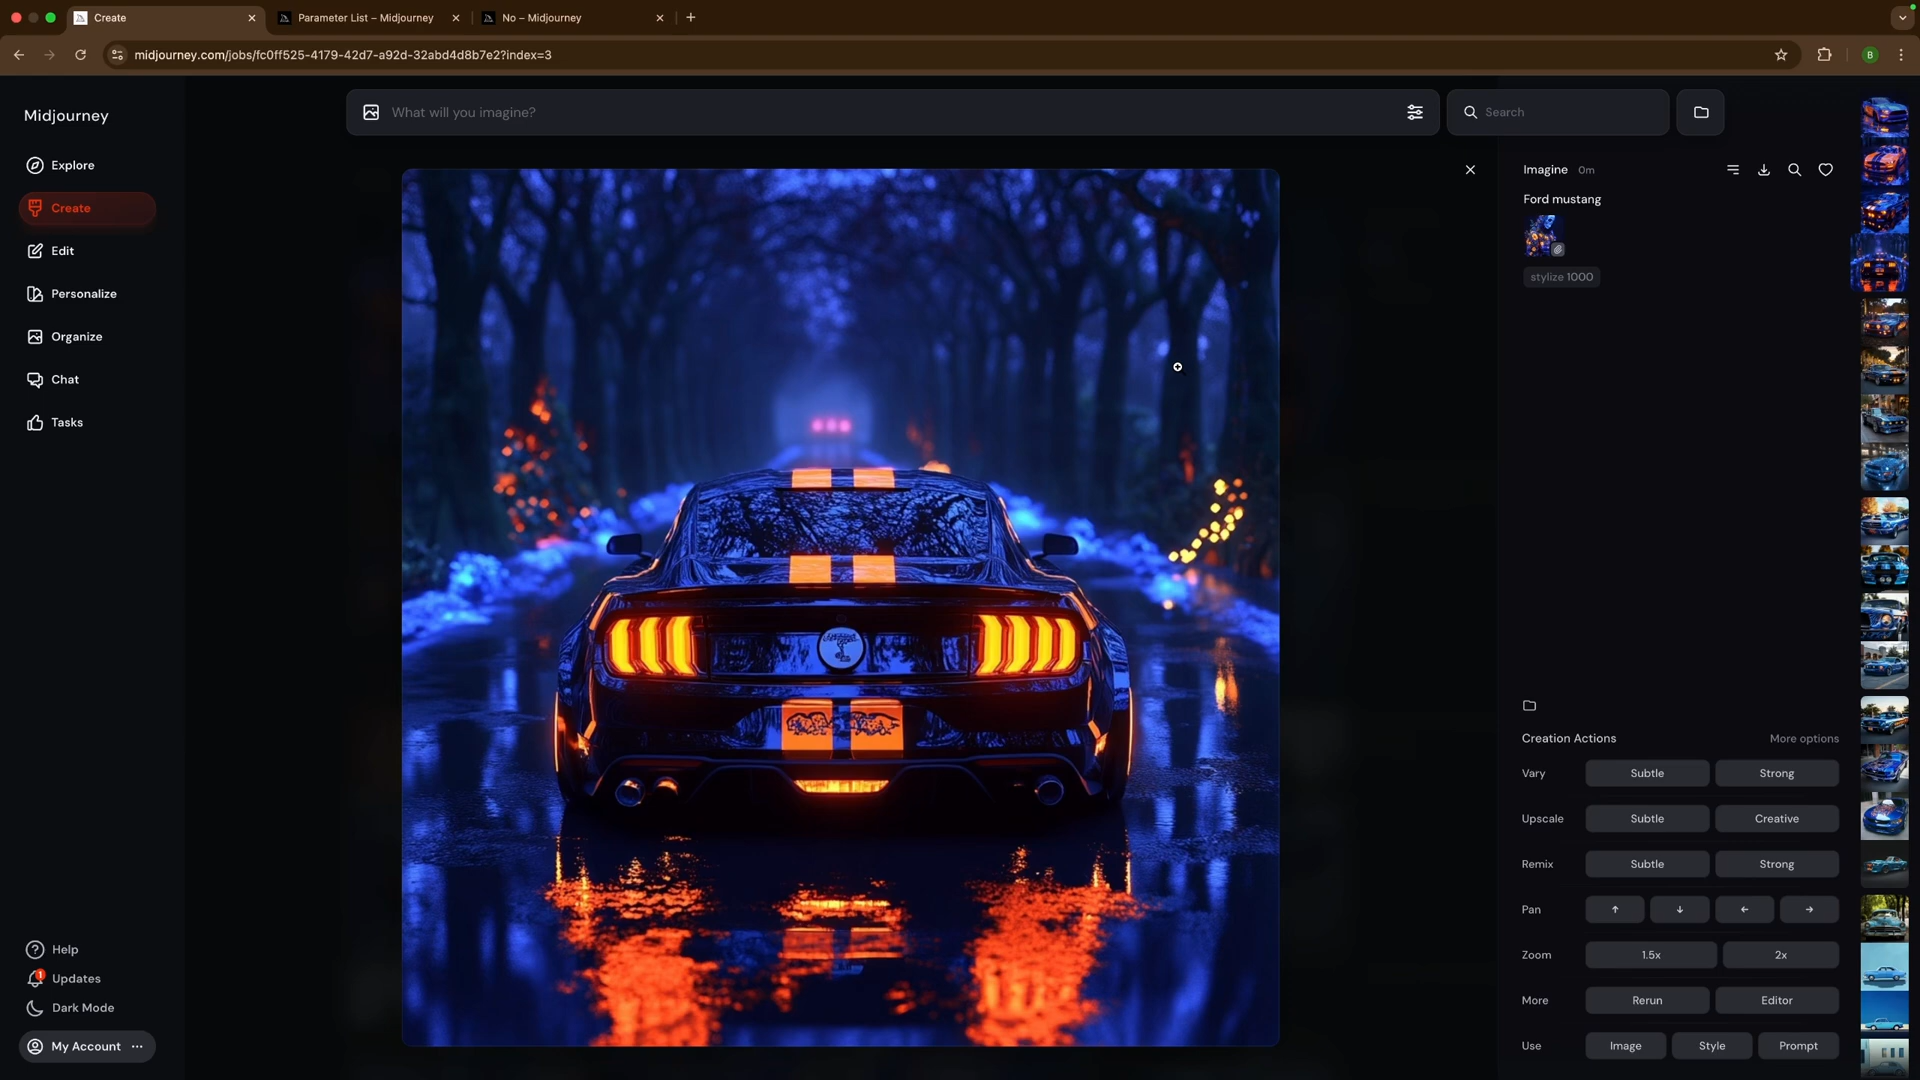 Create
Parameter List – Midjourney
No – Midjourney
midjourney.com/jobs/fc0ff525-4179-42d7-a92d-32abd4d8b7e2?index=3
B
Midjourney
What will you imagine?
Search
Explore
Create
Edit
Personalize
Organize
Chat
Tasks
Imagine 0m
Ford mustang
stylize 1000
Creation Actions More options
Vary Subtle Strong
Upscale Subtle Creative
Remix Subtle Strong
Pan ↑ ↓ ← →
Zoom 1.5x 2x
More Rerun Editor
Use Image Style Prompt
Help
1
Updates
Dark Mode
My Account ...